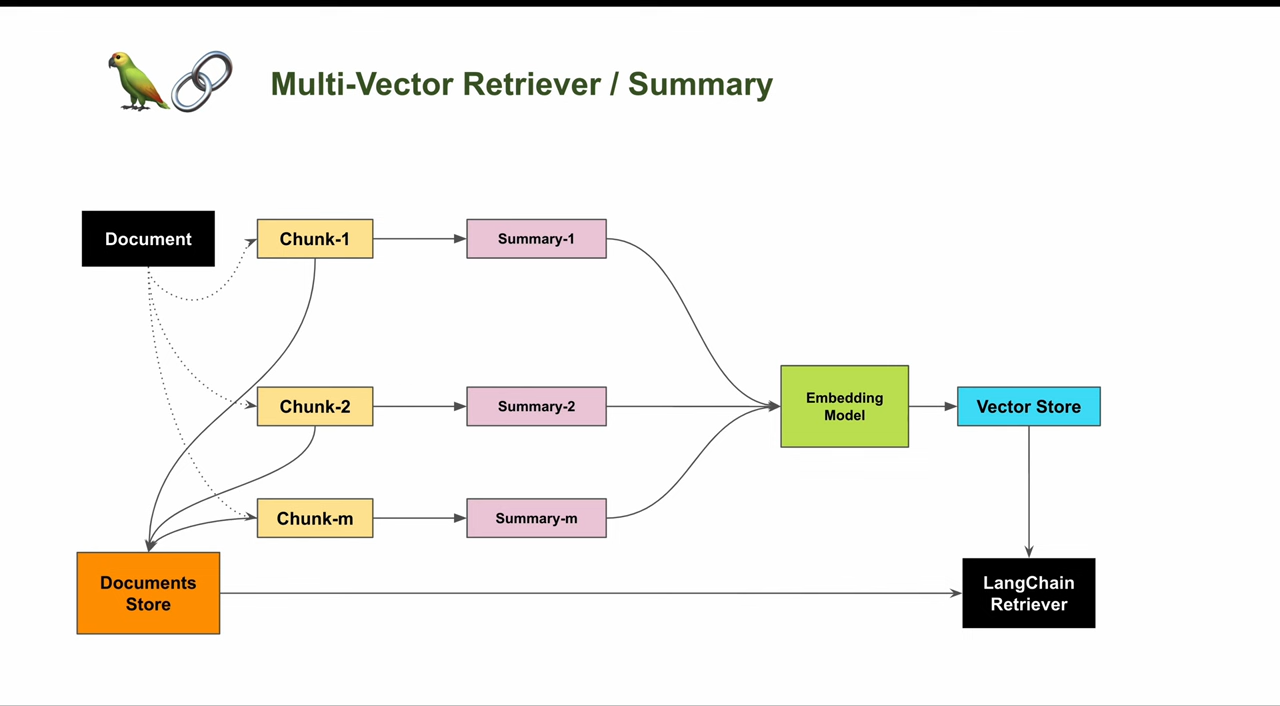 Multi-Vector Retriever / Summary
Document
Chunk-1
Summary-1
Chunk-2
Summary-2
Embedding
Model
Vector Store
Chunk-m
Summary-m
Documents
Store
LangChain
Retriever